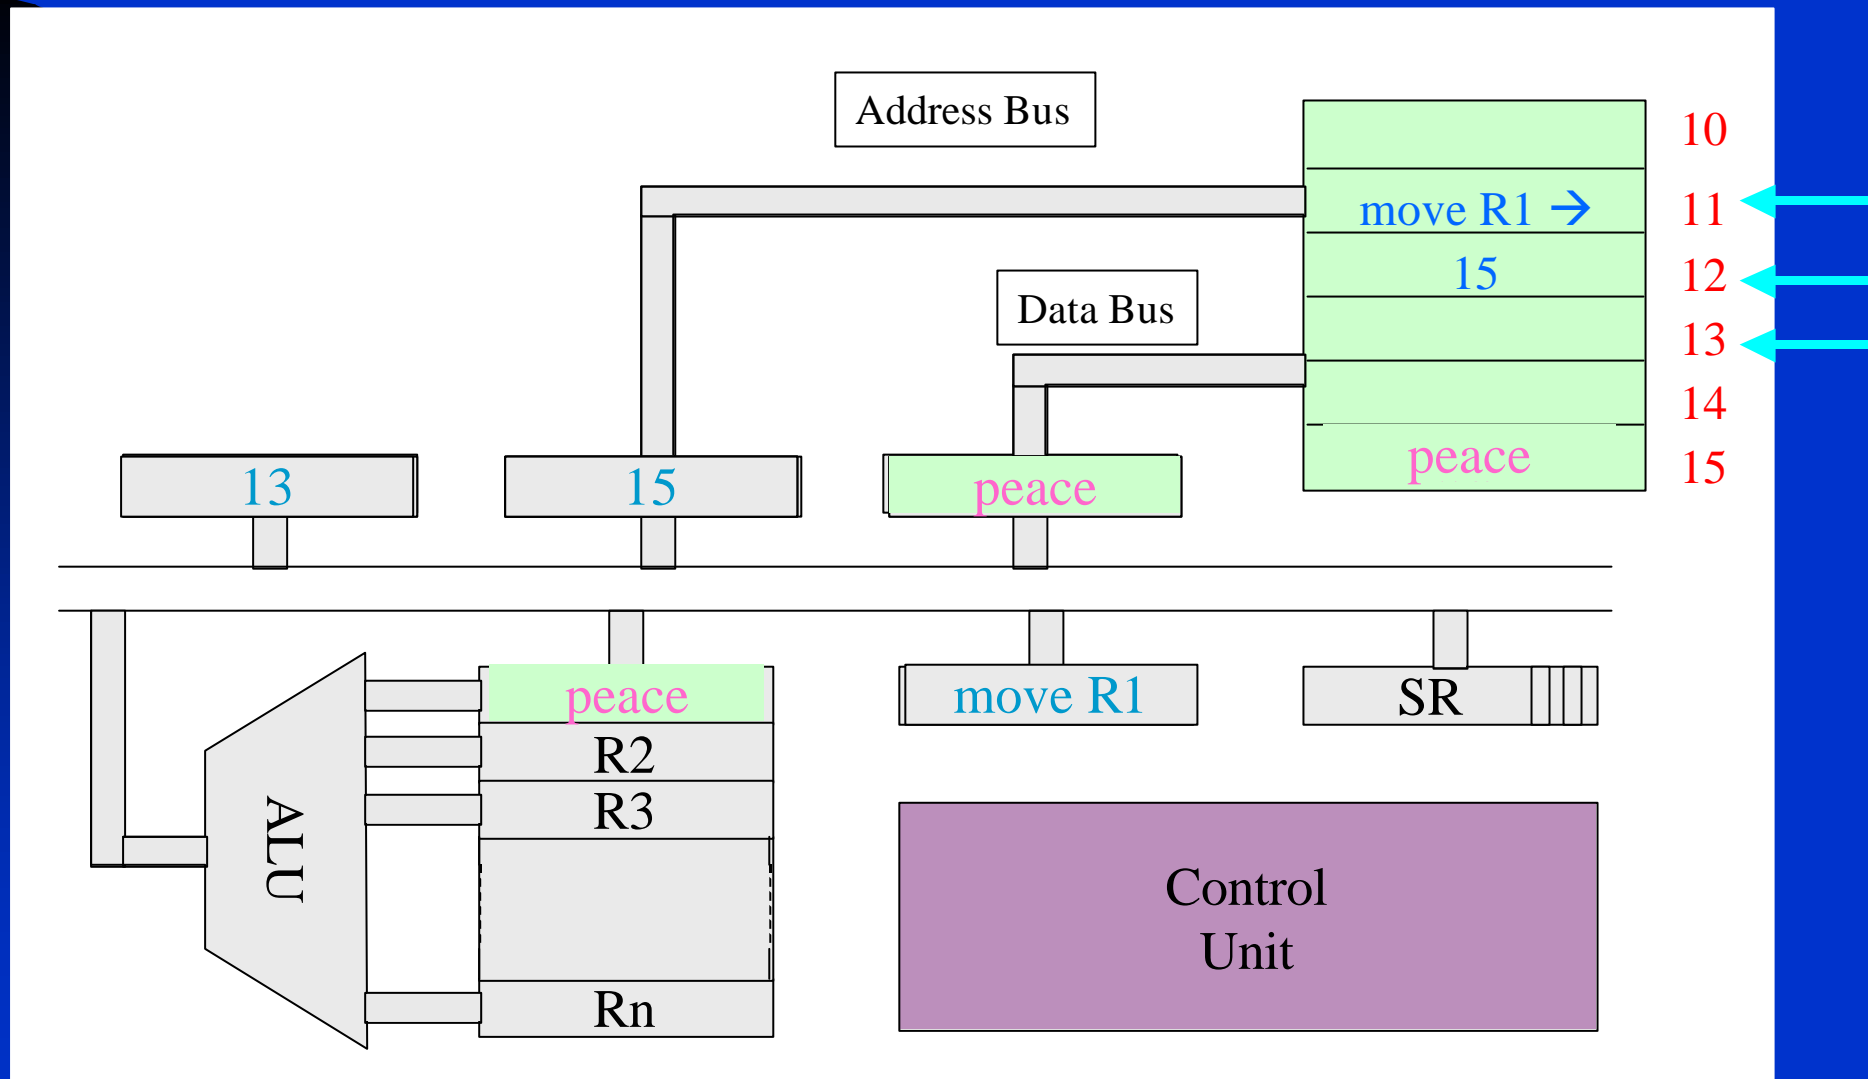 Address Bus
10
move R1 → 11
15 12
Data Bus
13
14
peace 15
13 15 peace
peace move R1 SR
R2
R3
ALU
Control
Unit
Rn